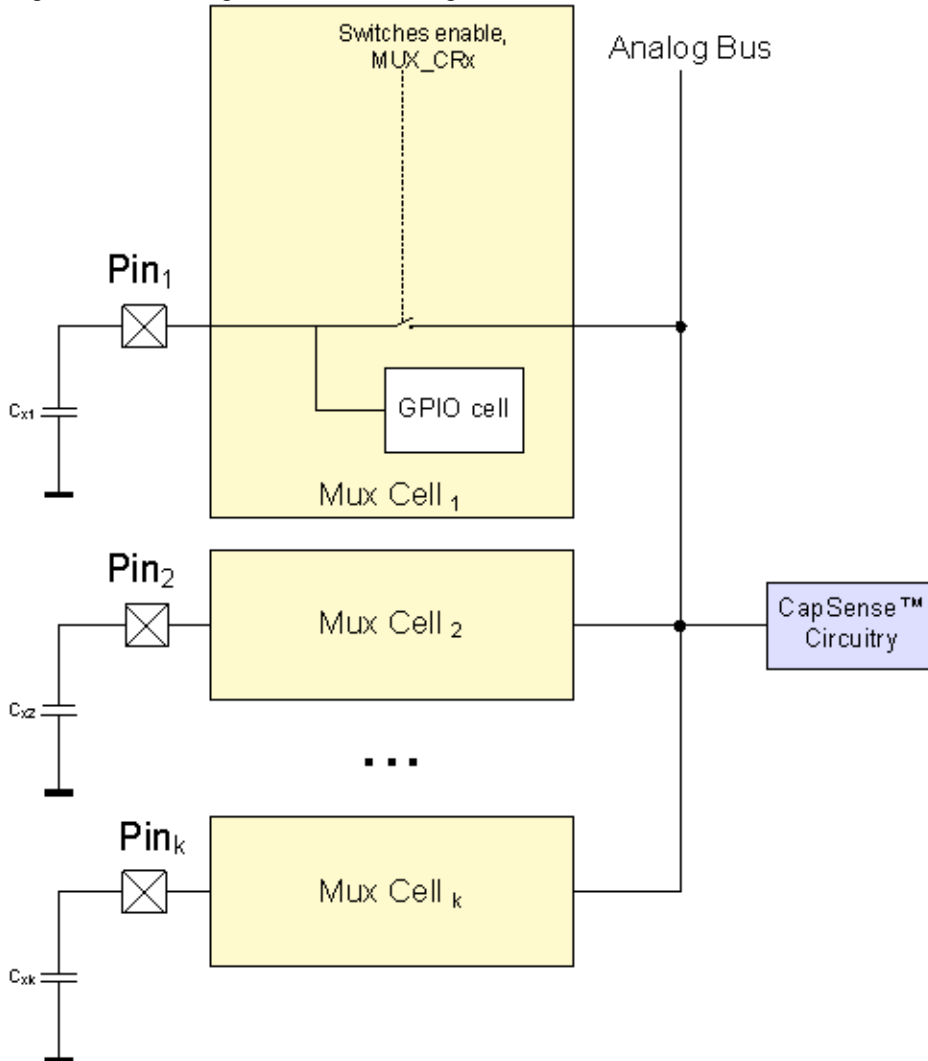 Switches enable,
MUX_CRx
Analog Bus
Pin1
Cx1
GPIO cell
Mux Cell 1
Pin2
Mux Cell 2
CapSense™
Circuitry
Cx2
...
Pink
Mux Cell k
Cxk